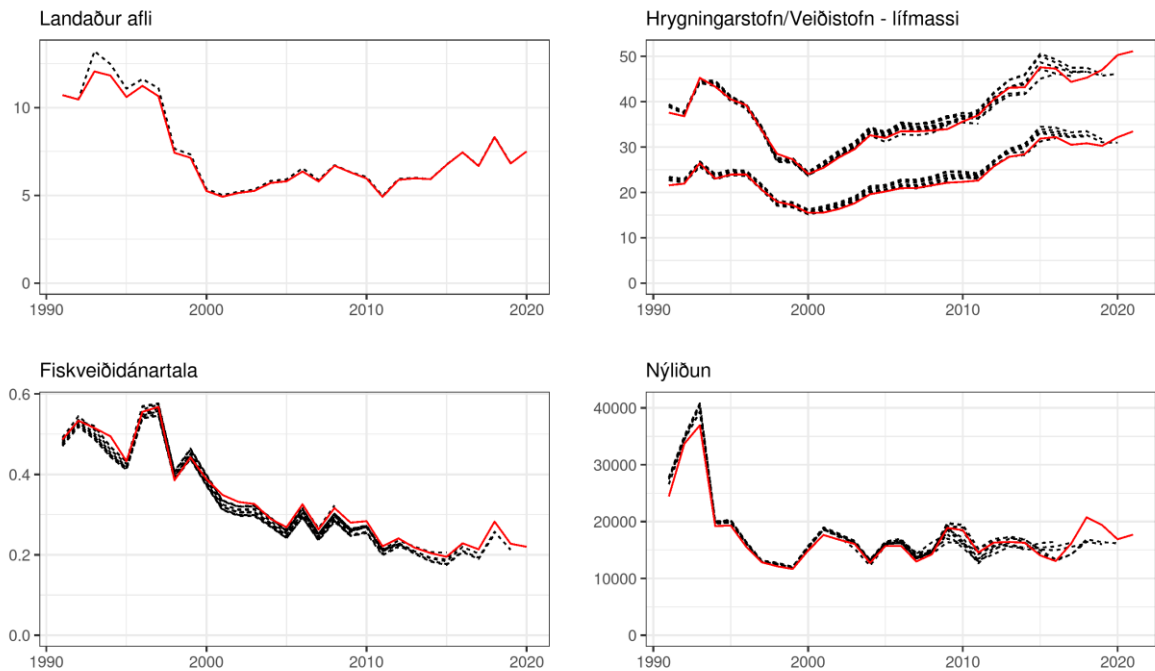 Landaður afli
10
5
0
1990 2000 2010 2020
Hrygningarstofn/Veiðistofn - lífmassi
50
40
30
20
10
0
1990 2000 2010 2020
Fiskveiðidánartala
0.6
0.4
0.2
0.0
1990 2000 2010 2020
Nýliðun
40000
30000
20000
10000
0
1990 2000 2010 2020